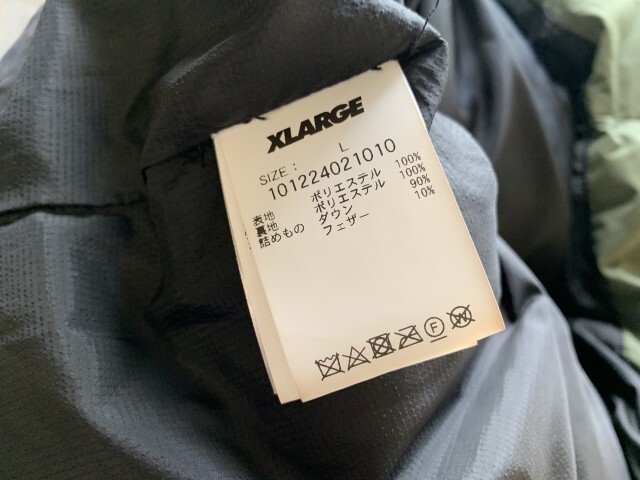 XLARGE
SIZE : L
101224021010
表地 ポリエステル 100%
裏地 ポリエステル 100%
詰めもの ダウン 90%
フェザー 10%
F
W